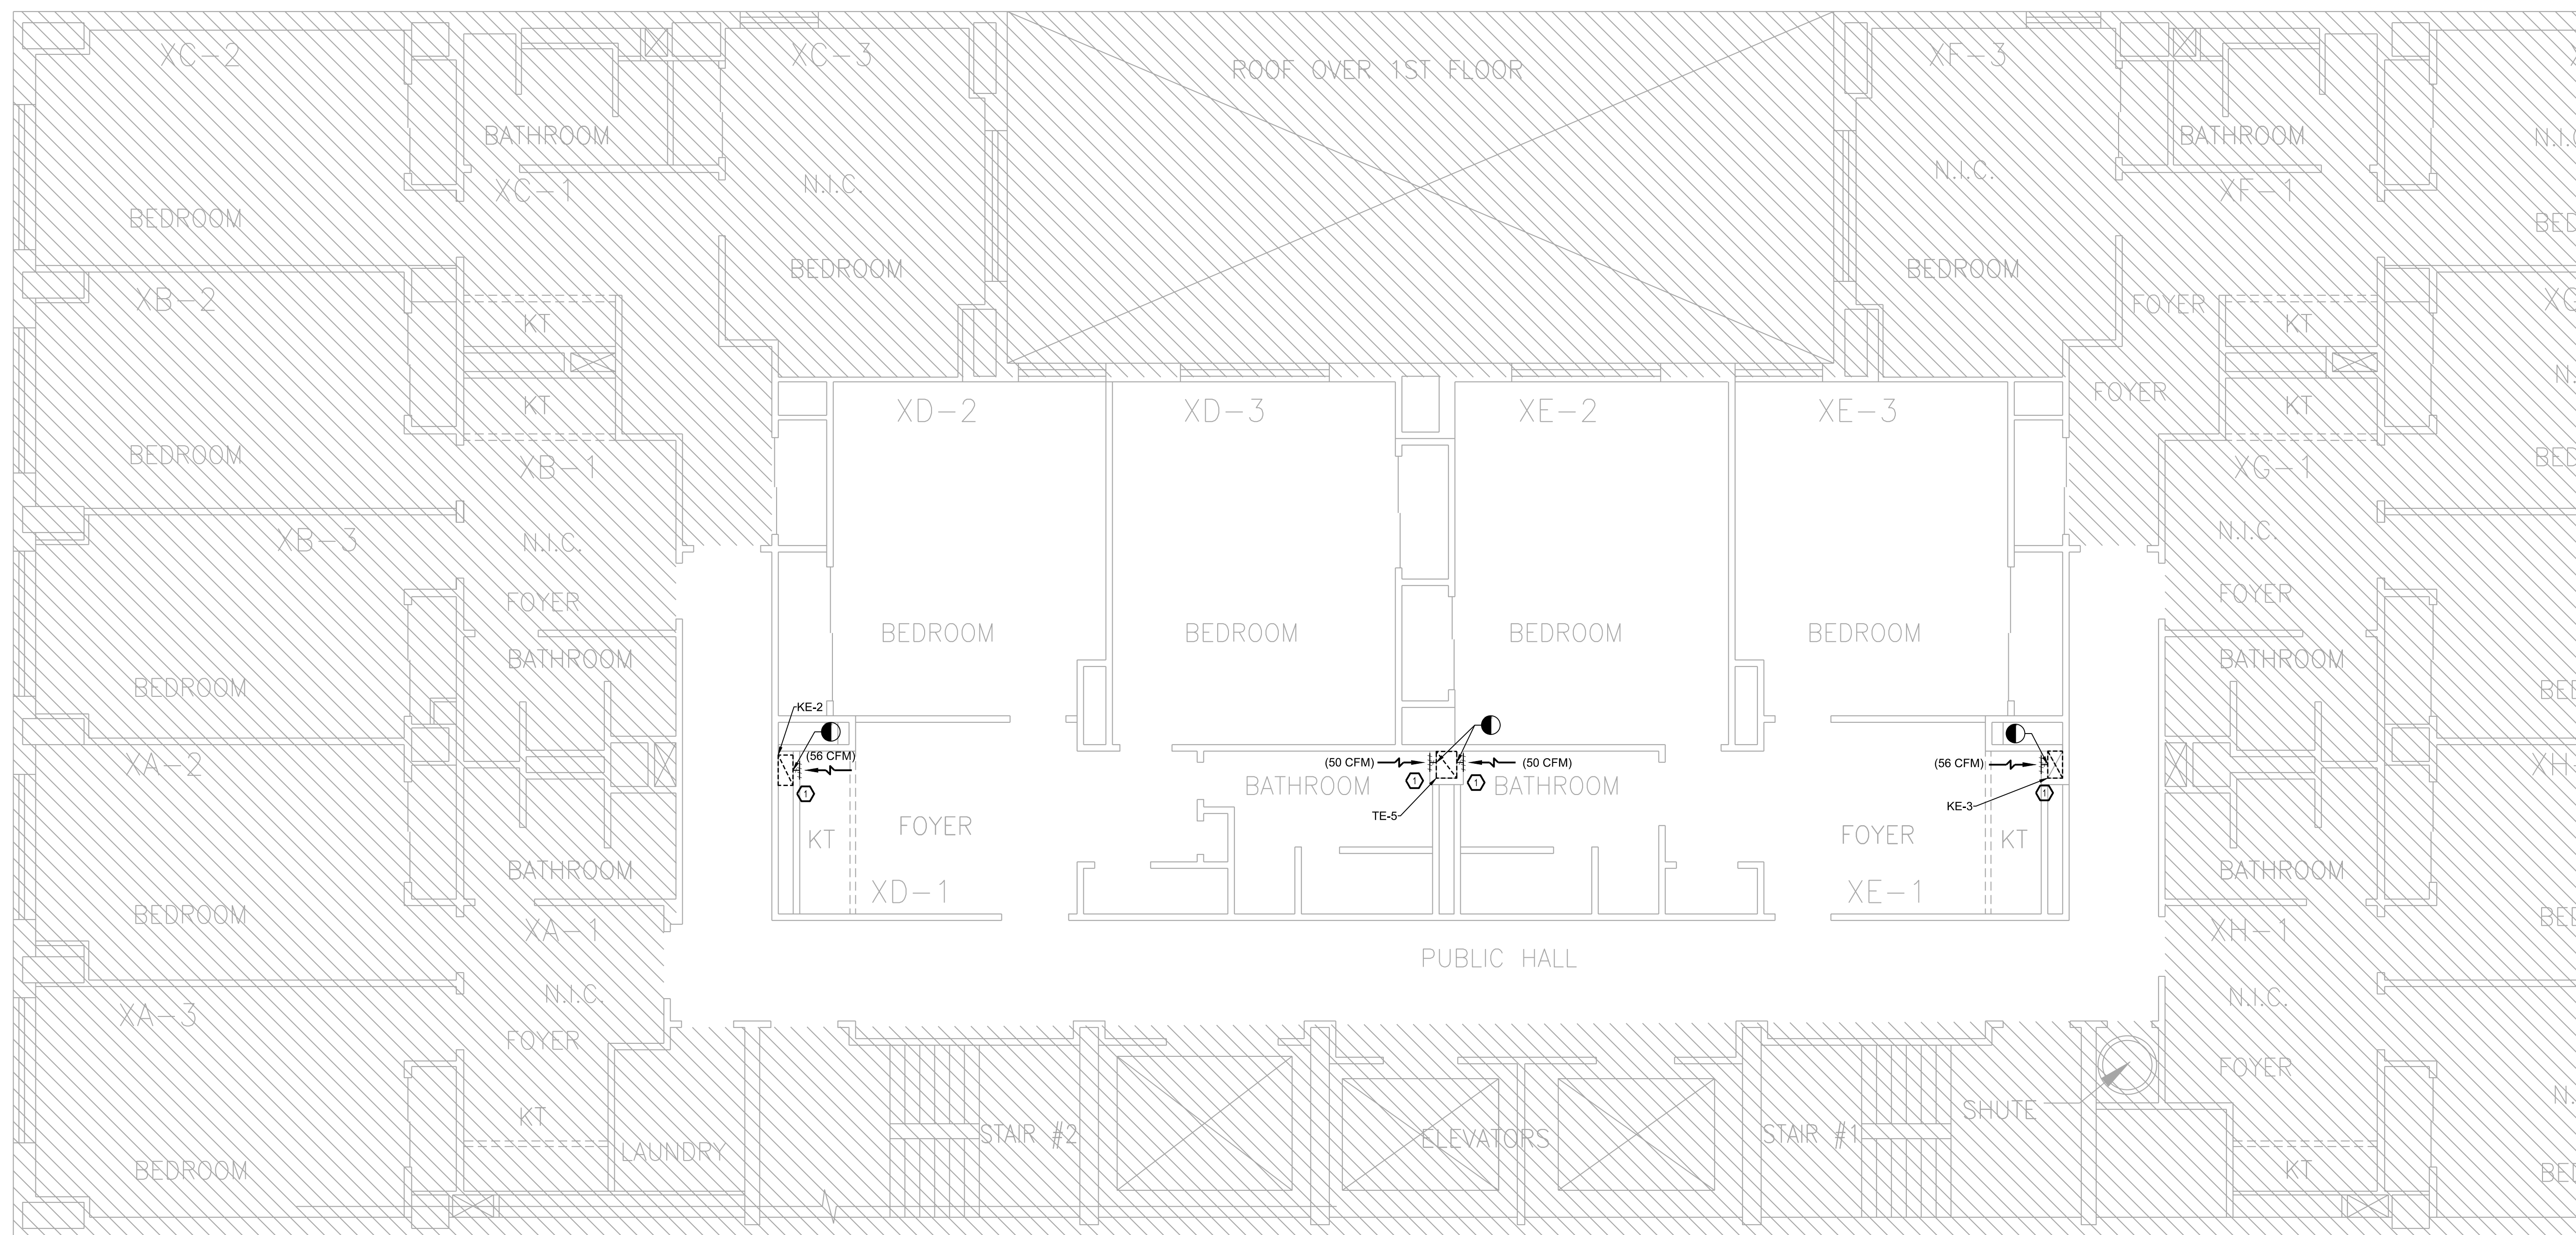 XC-2
XC-3
ROOF OVER 1ST FLOOR
XF-3
BATHROOM
BATHROOM
N.I.C.
N.I.C.
XC-1
XF-1
BEDROOM
BEDROOM
BEDROOM
XB-2
FOYER
KT
KT
FOYER
KT
KT
XD-2
XD-3
XE-2
XE-3
BEDROOM
XB-1
XG-1
XB-3
N.I.C.
N.I.C.
FOYER
FOYER
BEDROOM
BEDROOM
BEDROOM
BEDROOM
BATHROOM
BATHROOM
BEDROOM
KE-2
XA-2
(56 CFM)
(50 CFM)
(50 CFM)
(56 CFM)
1
1
1
1
BATHROOM
BATHROOM
KE-3
TE-5
KT
FOYER
FOYER
KT
BATHROOM
BATHROOM
XD-1
XE-1
BEDROOM
XA-1
XH-1
PUBLIC HALL
N.I.C.
N.I.C.
XA-3
FOYER
FOYER
KT
SHUTE
STAIR #2
ELEVATORS
STAIR #1
LAUNDRY
BEDROOM
KT